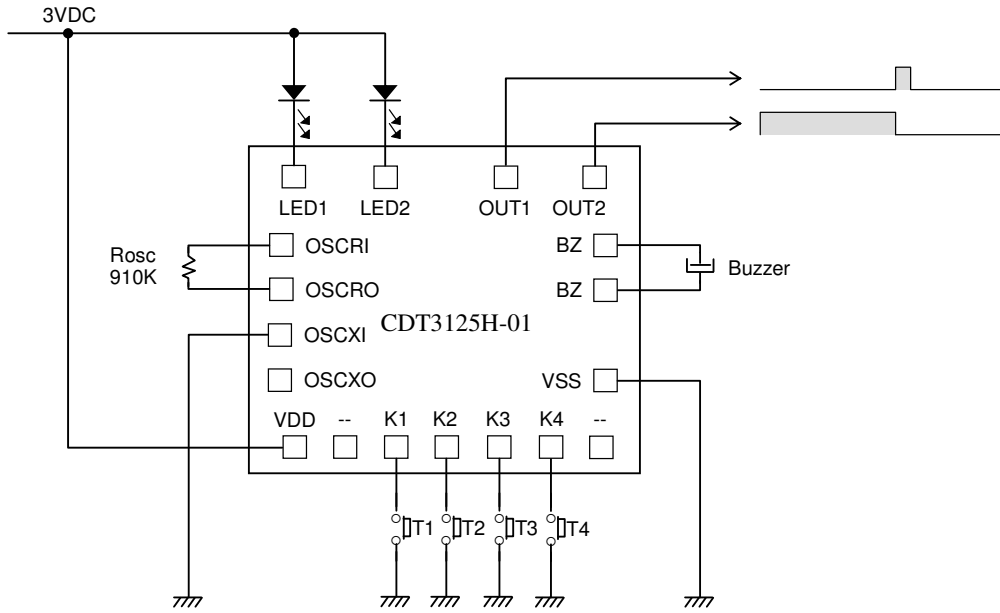 3VDC
LED1 LED2 OUT1 OUT2
OSCRI BZ
Rosc
910K
OSCRO BZ
Buzzer
CDT3125H-01
OSCXI
OSCXO VSS
VDD -- K1 K2 K3 K4 --
T1 T2 T3 T4